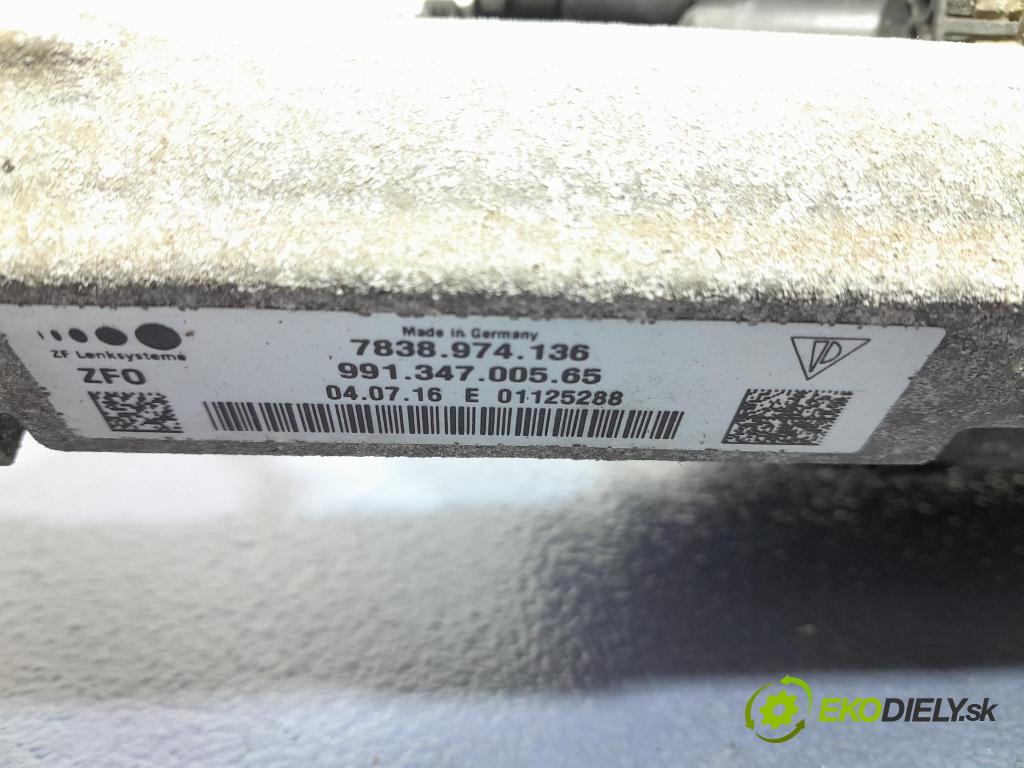 Made in Germany
ZF Lenksysteme
7838.974.136
ZFO
991.347.005.65
04.07.16 E 01125288
EKODIELY.sk